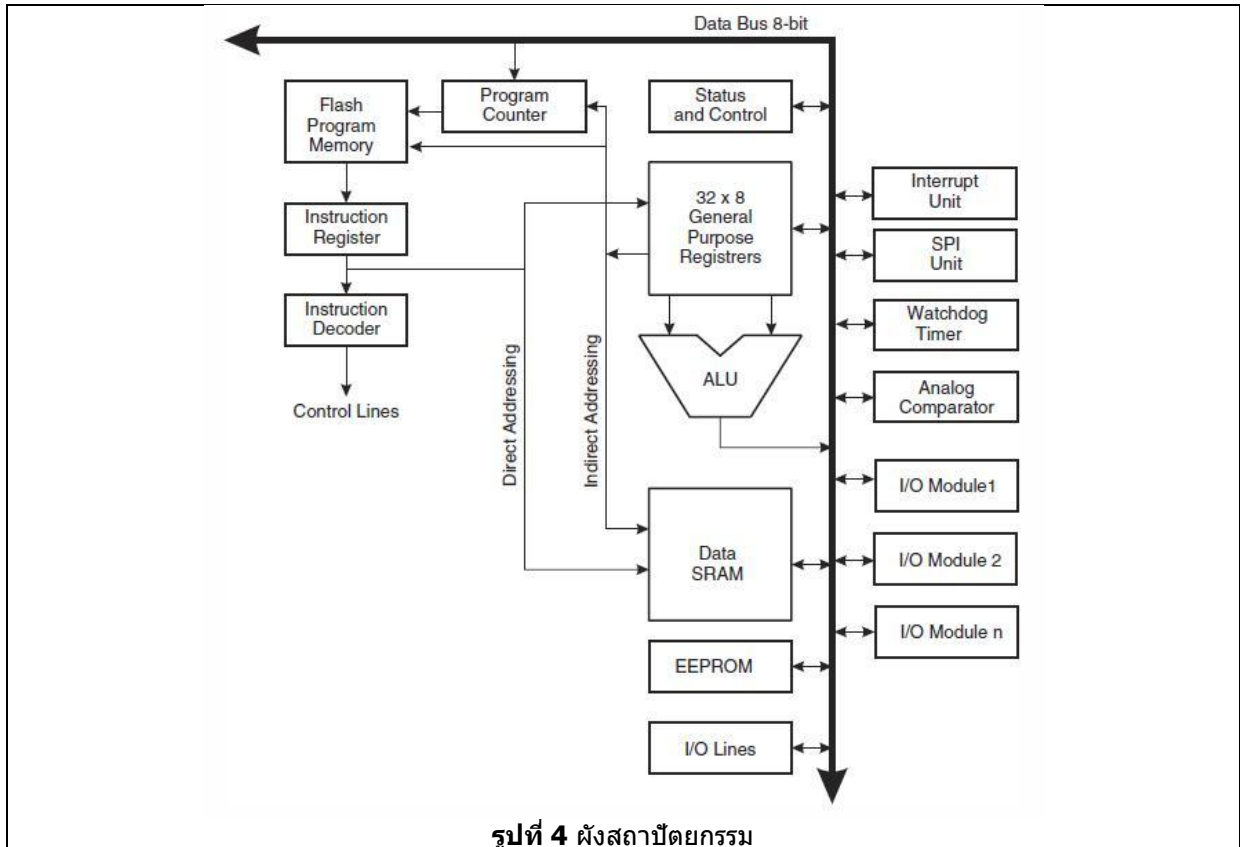 Data Bus 8-bit
Flash
Program
Memory
Program
Counter
Status
and Control
Instruction
Register
32 x 8
General
Purpose
Registrers
Interrupt
Unit
SPI
Unit
Instruction
Decoder
Watchdog
Timer
ALU
Analog
Comparator
Control Lines
Direct Addressing
Indirect Addressing
I/O Module1
Data
SRAM
I/O Module 2
I/O Module n
EEPROM
I/O Lines
รูปที่ 4 ผังสถาปัตยกรรม